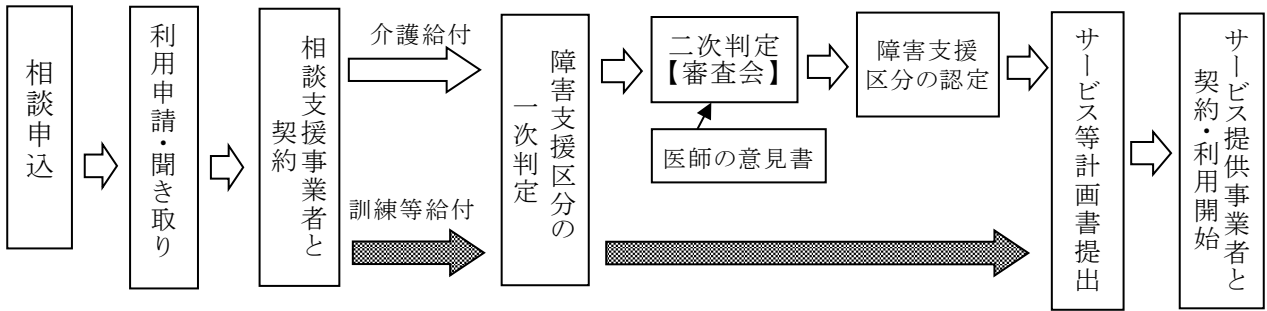 相談申込
利用申請・聞き取り
相談支援事業者と
契約
介護給付
訓練等給付
障害支援区分の
一次判定
二次判定
【審査会】
医師の意見書
障害支援
区分の認定
サービス等計画書提出
サービス提供事業者と
契約・利用開始